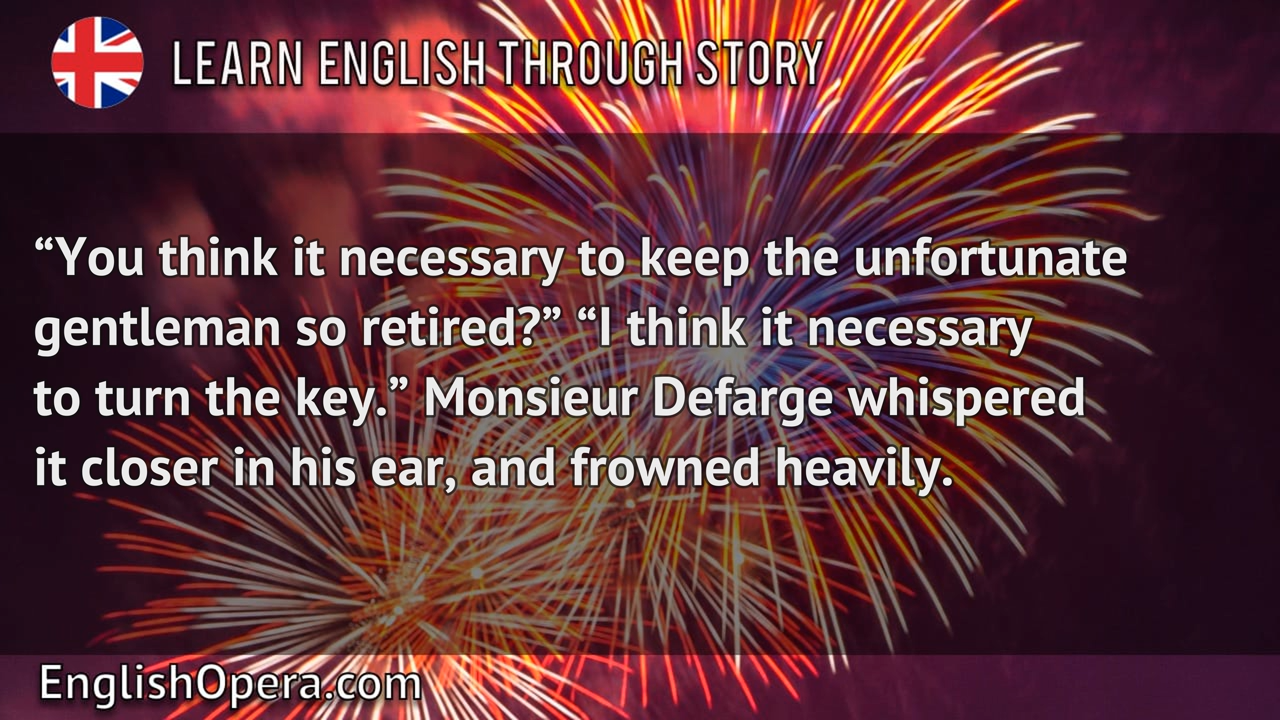 LEARN ENGLISH THROUGH STORY
“You think it necessary to keep the unfortunate
gentleman so retired?” “I think it necessary
to turn the key.” Monsieur Defarge whispered
it closer in his ear, and frowned heavily.
EnglishOpera.com